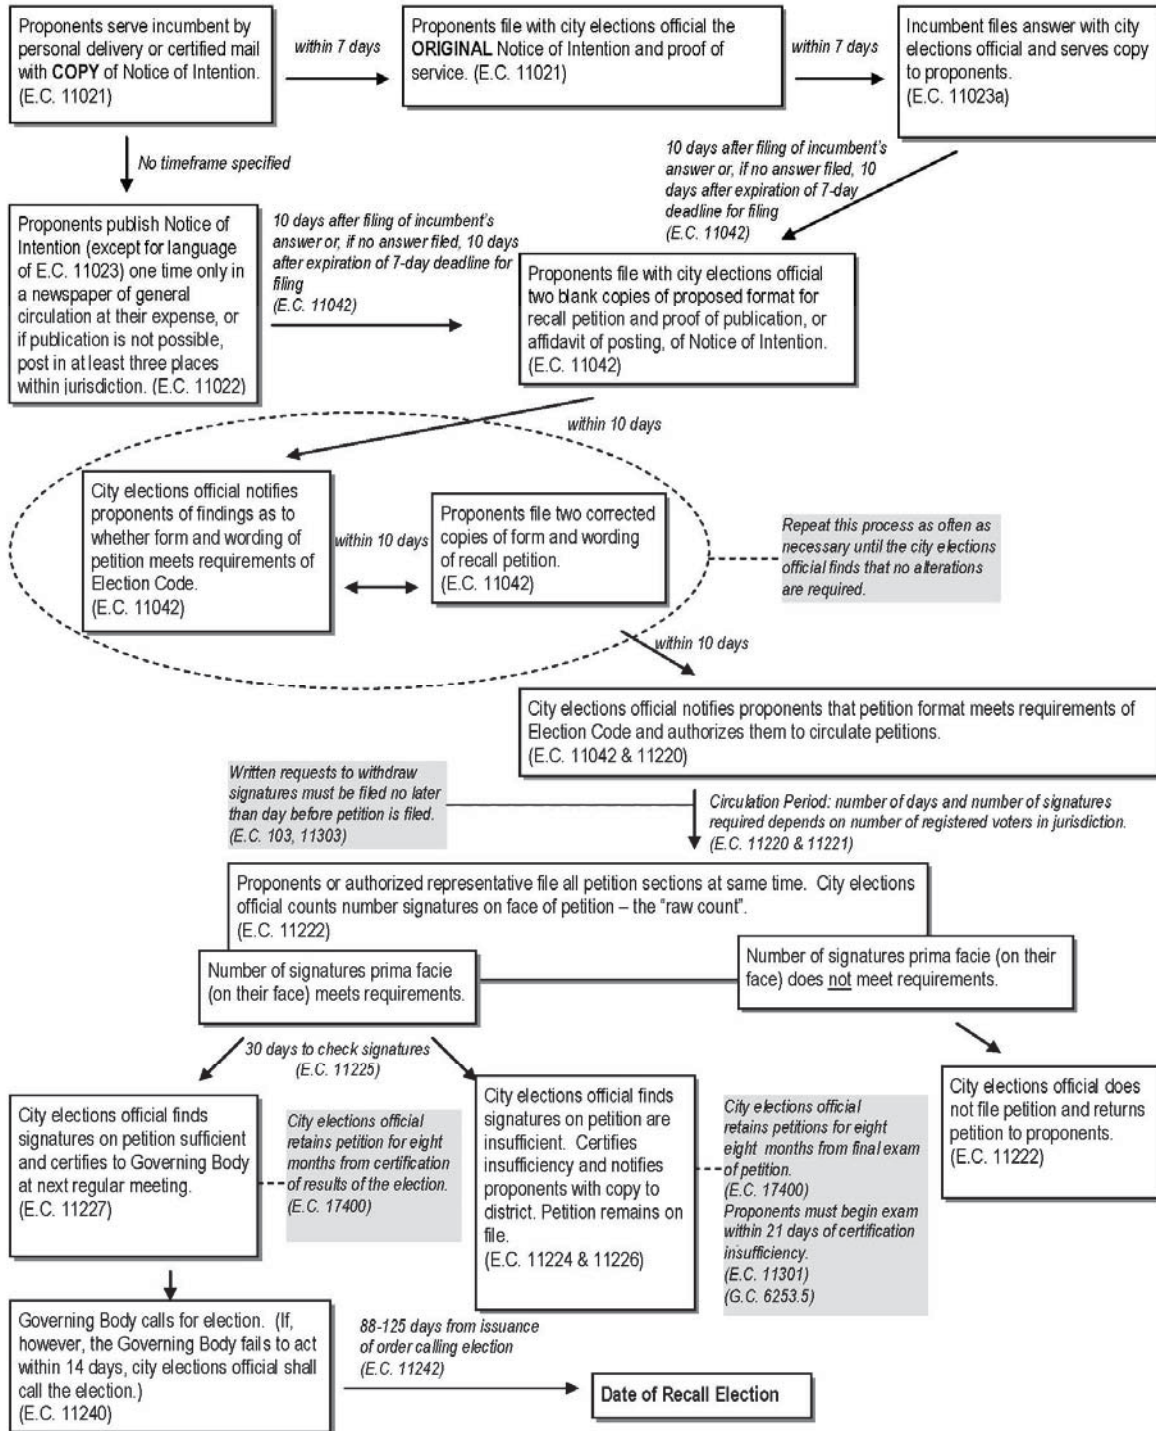 Proponents serve incumbent by
personal delivery or certified mail
with COPY of Notice of Intention.
(E.C. 11021)
within 7 days
Proponents file with city elections official the
ORIGINAL Notice of Intention and proof of
service. (E.C. 11021)
within 7 days
Incumbent files answer with city
elections official and serves copy
to proponents.
(E.C. 11023a)
No timeframe specified
10 days after filing of incumbent's
answer or, if no answer filed, 10
days after expiration of 7-day
deadline for filing
(E.C. 11042)
Proponents publish Notice of
Intention (except for language
of E.C. 11023) one time only in
a newspaper of general
circulation at their expense, or
if publication is not possible,
post in at least three places
within jurisdiction. (E.C. 11022)
10 days after filing of incumbent's
answer or, if no answer filed, 10 days
after expiration of 7-day deadline for
filing
(E.C. 11042)
Proponents file with city elections official
two blank copies of proposed format for
recall petition and proof of publication, or
affidavit of posting, of Notice of Intention.
(E.C. 11042)
within 10 days
City elections official notifies
proponents of findings as to
whether form and wording of
petition meets requirements of
Election Code.
(E.C. 11042)
within 10 days
Proponents file two corrected
copies of form and wording
of recall petition.
(E.C. 11042)
Repeat this process as often as
necessary until the city elections
official finds that no alterations
are required.
within 10 days
City elections official notifies proponents that petition format meets requirements of
Election Code and authorizes them to circulate petitions.
(E.C. 11042 & 11220)
Written requests to withdraw
signatures must be filed no later
than day before petition is filed.
(E.C. 103, 11303)
Circulation Period: number of days and number of signatures
required depends on number of registered voters in jurisdiction.
(E.C. 11220 & 11221)
Proponents or authorized representative file all petition sections at same time. City elections
official counts number signatures on face of petition – the "raw count".
(E.C. 11222)
Number of signatures prima facie
(on their face) meets requirements.
Number of signatures prima facie (on their
face) does not meet requirements.
30 days to check signatures
(E.C. 11225)
City elections official finds
signatures on petition sufficient
and certifies to Governing Body
at next regular meeting.
(E.C. 11227)
City elections official
retains petition for eight
months from certification
of results of the election.
(E.C. 17400)
City elections official finds
signatures on petition are
insufficient. Certifies
insufficiency and notifies
proponents with copy to
district. Petition remains on
file.
(E.C. 11224 & 11226)
City elections official
retains petitions for eight
eight months from final exam
of petition.
(E.C. 17400)
Proponents must begin exam
within 21 days of certification
insufficiency.
(E.C. 11301)
(G.C. 6253.5)
City elections official does
not file petition and returns
petition to proponents.
(E.C. 11222)
Governing Body calls for election. (If,
however, the Governing Body fails to act
within 14 days, city elections official shall
call the election.)
(E.C. 11240)
88-125 days from issuance
of order calling election
(E.C. 11242)
Date of Recall Election